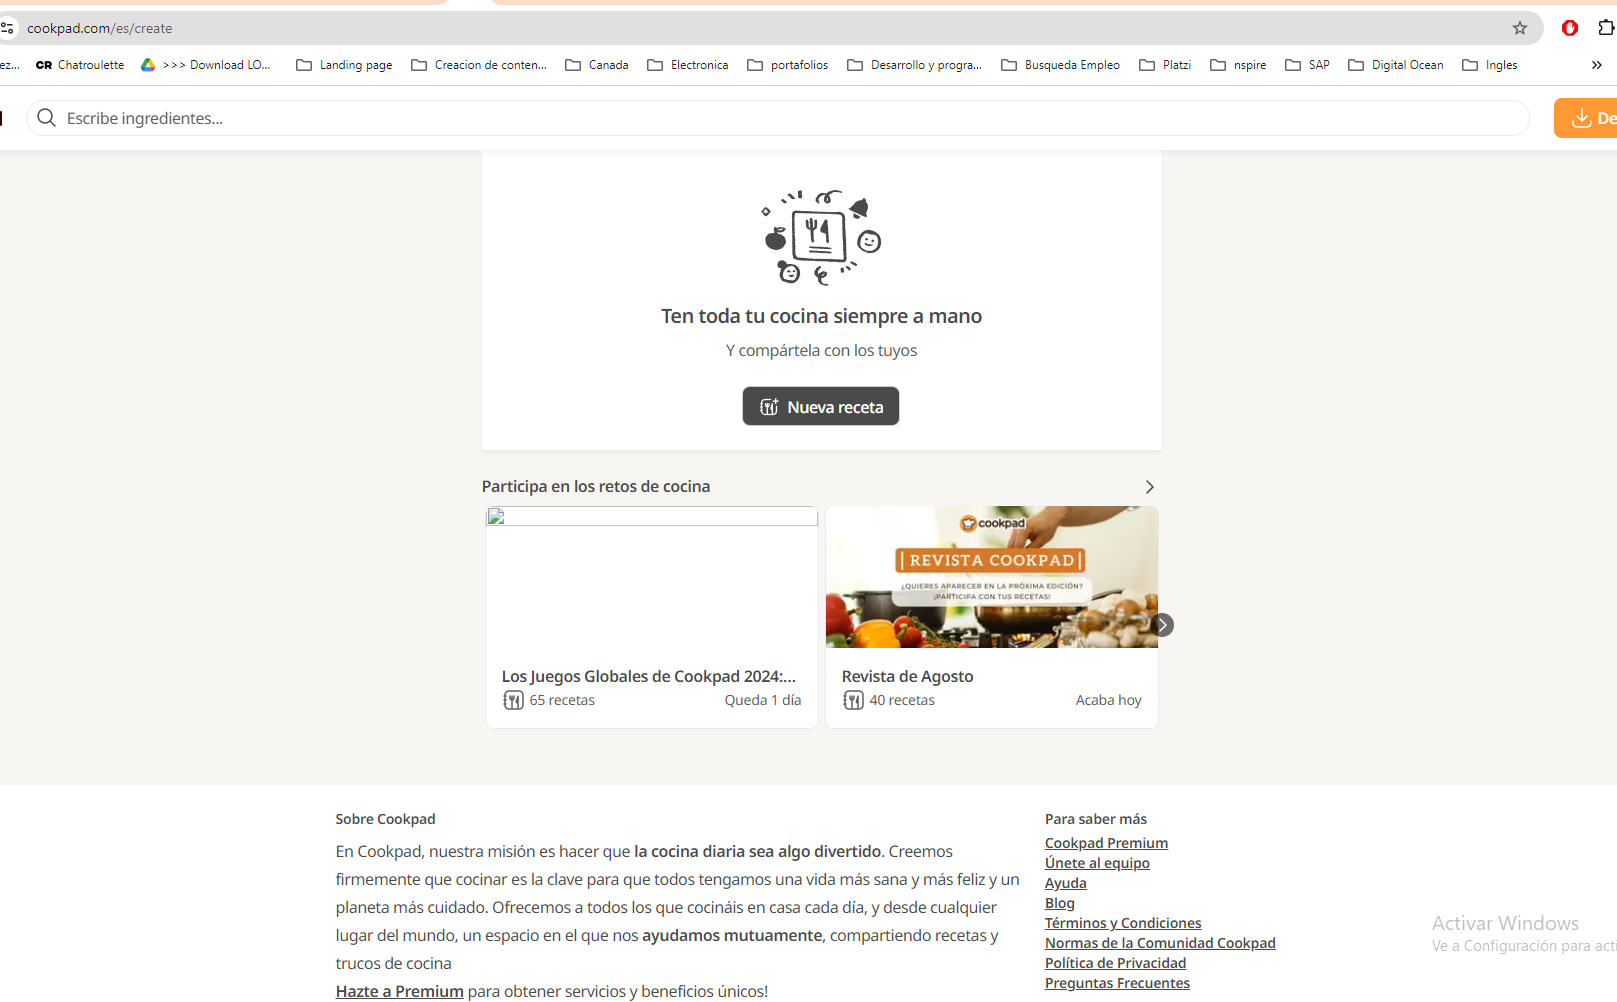 cookpad.com/es/create
ez... CR Chatroulette >>> Download LO... Landing page Creacion de conten... Canada Electronica portafolios Desarrollo y progra... Busqueda Empleo Platzi nspire SAP Digital Ocean Ingles »
Escribe ingredientes... De
Ten toda tu cocina siempre a mano
Y compártela con los tuyos
Nueva receta
Participa en los retos de cocina
cookpad
| REVISTA COOKPAD |
¿QUIERES APARECER EN LA PRÓXIMA EDICIÓN?
¡PARTICIPA CON TUS RECETAS!
Los Juegos Globales de Cookpad 2024:...
65 recetas Queda 1 día
Revista de Agosto
40 recetas Acaba hoy
Sobre Cookpad
En Cookpad, nuestra misión es hacer que la cocina diaria sea algo divertido. Creemos
firmemente que cocinar es la clave para que todos tengamos una vida más sana y más feliz y un
planeta más cuidado. Ofrecemos a todos los que cocináis en casa cada día, y desde cualquier
lugar del mundo, un espacio en el que nos ayudamos mutuamente, compartiendo recetas y
trucos de cocina
Hazte a Premium para obtener servicios y beneficios únicos!
Para saber más
Cookpad Premium
Únete al equipo
Ayuda
Blog
Términos y Condiciones
Normas de la Comunidad Cookpad
Política de Privacidad
Preguntas Frecuentes
Activar Windows
Ve a Configuración para acti